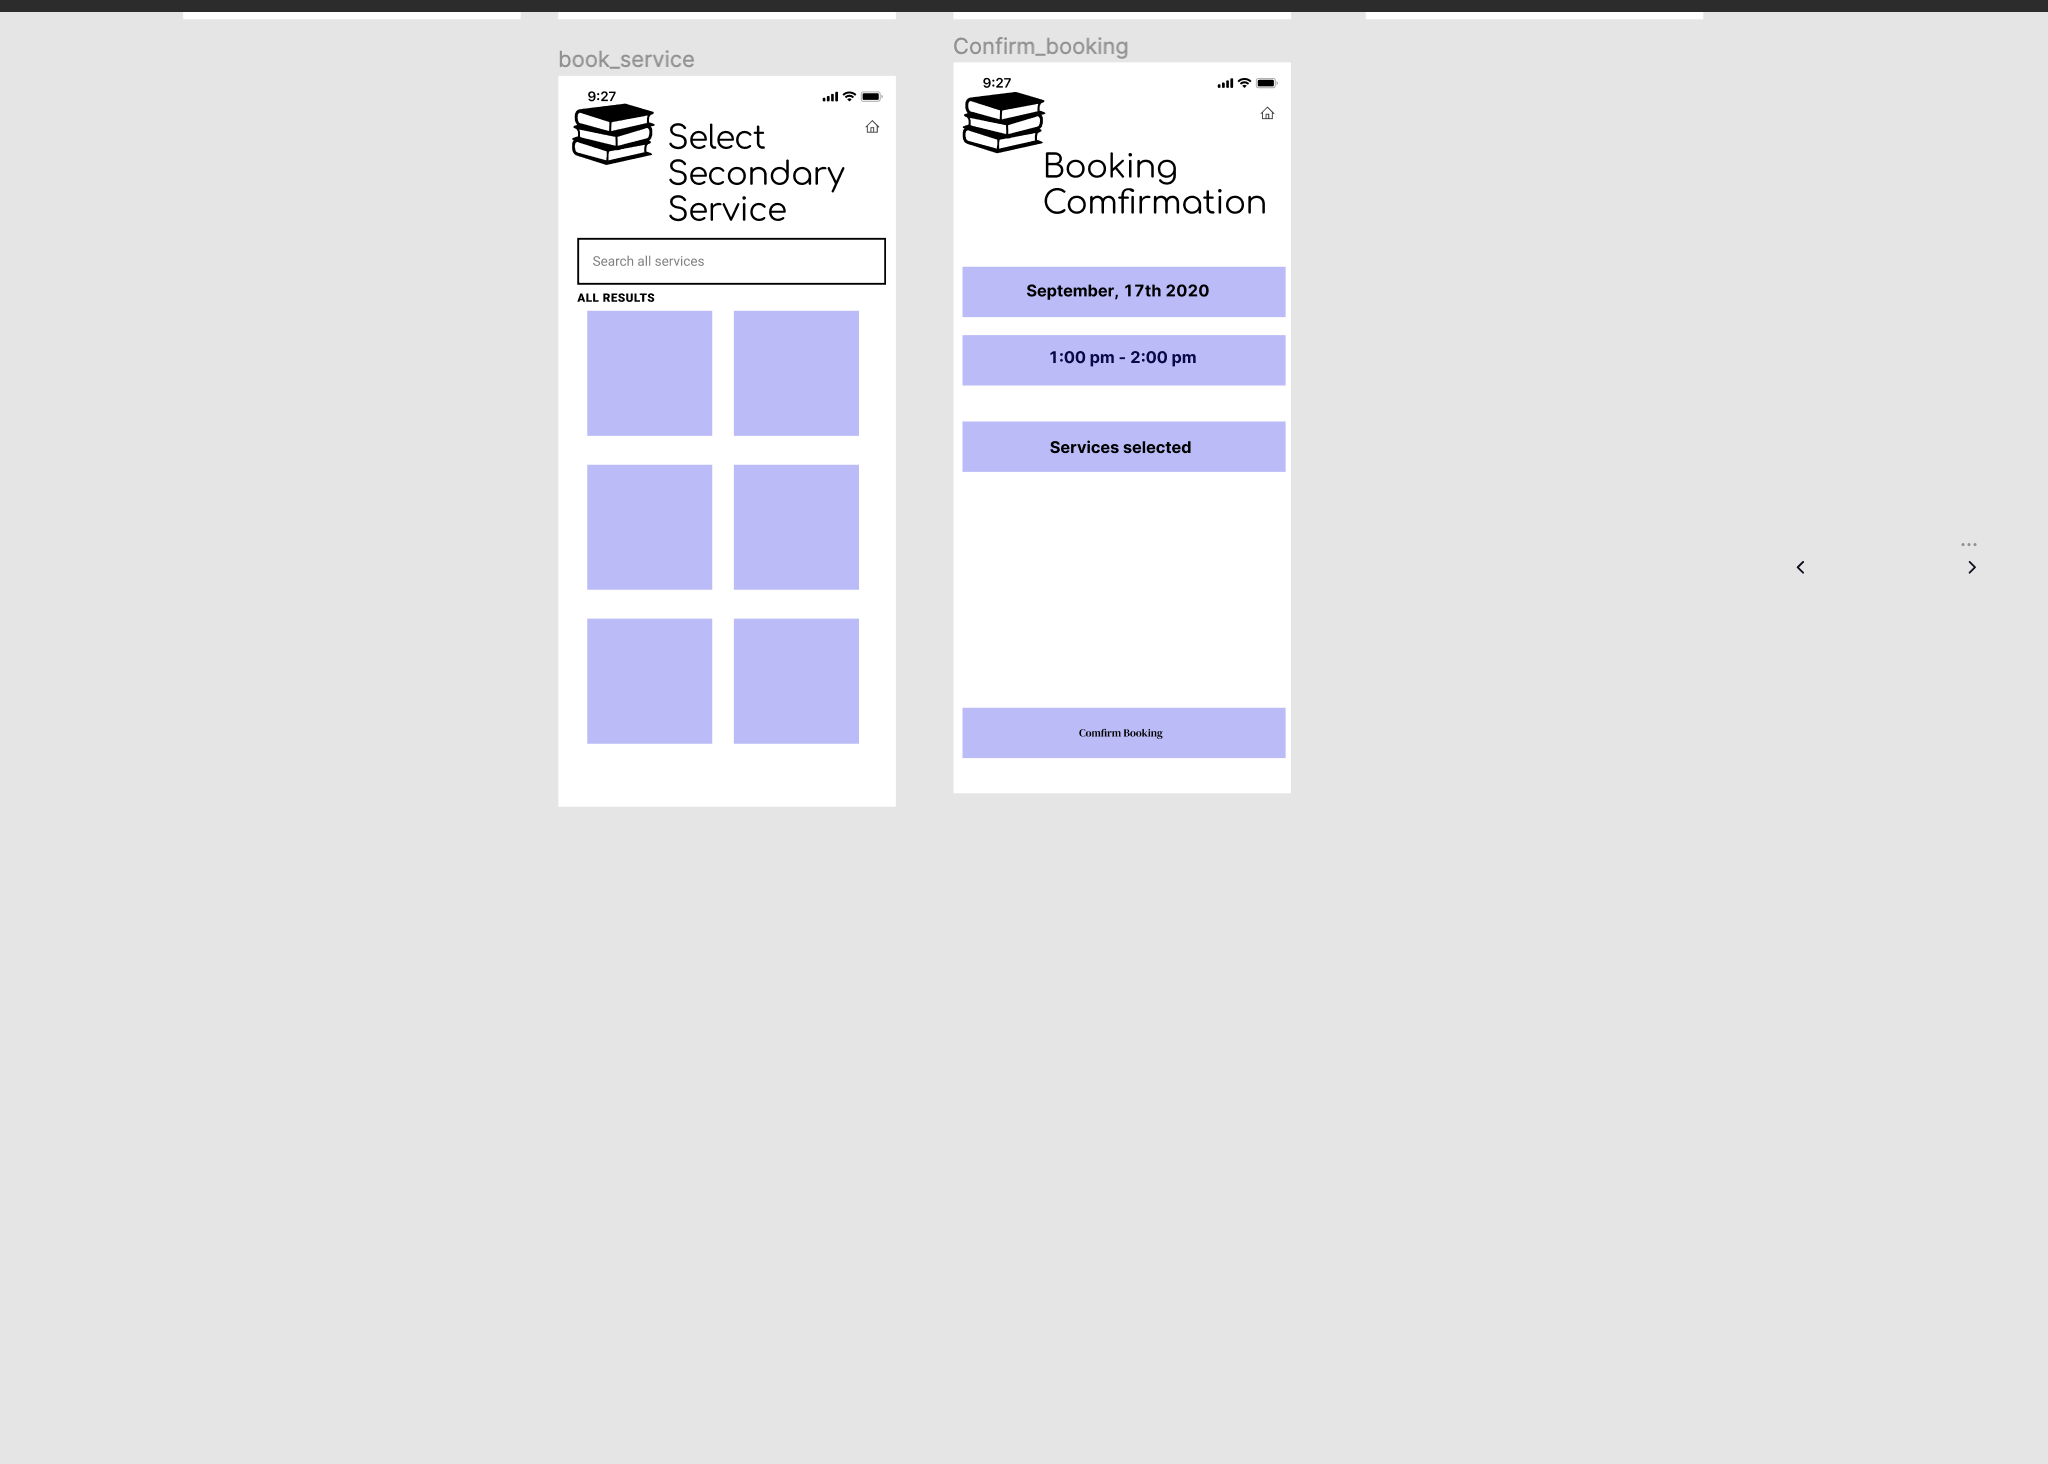 book_service
9:27
Select
Secondary
Service
Search all services
ALL RESULTS
Confirm_booking
9:27
Booking
Comfirmation
September, 17th 2020
1:00 pm - 2:00 pm
Services selected
Comfirm Booking